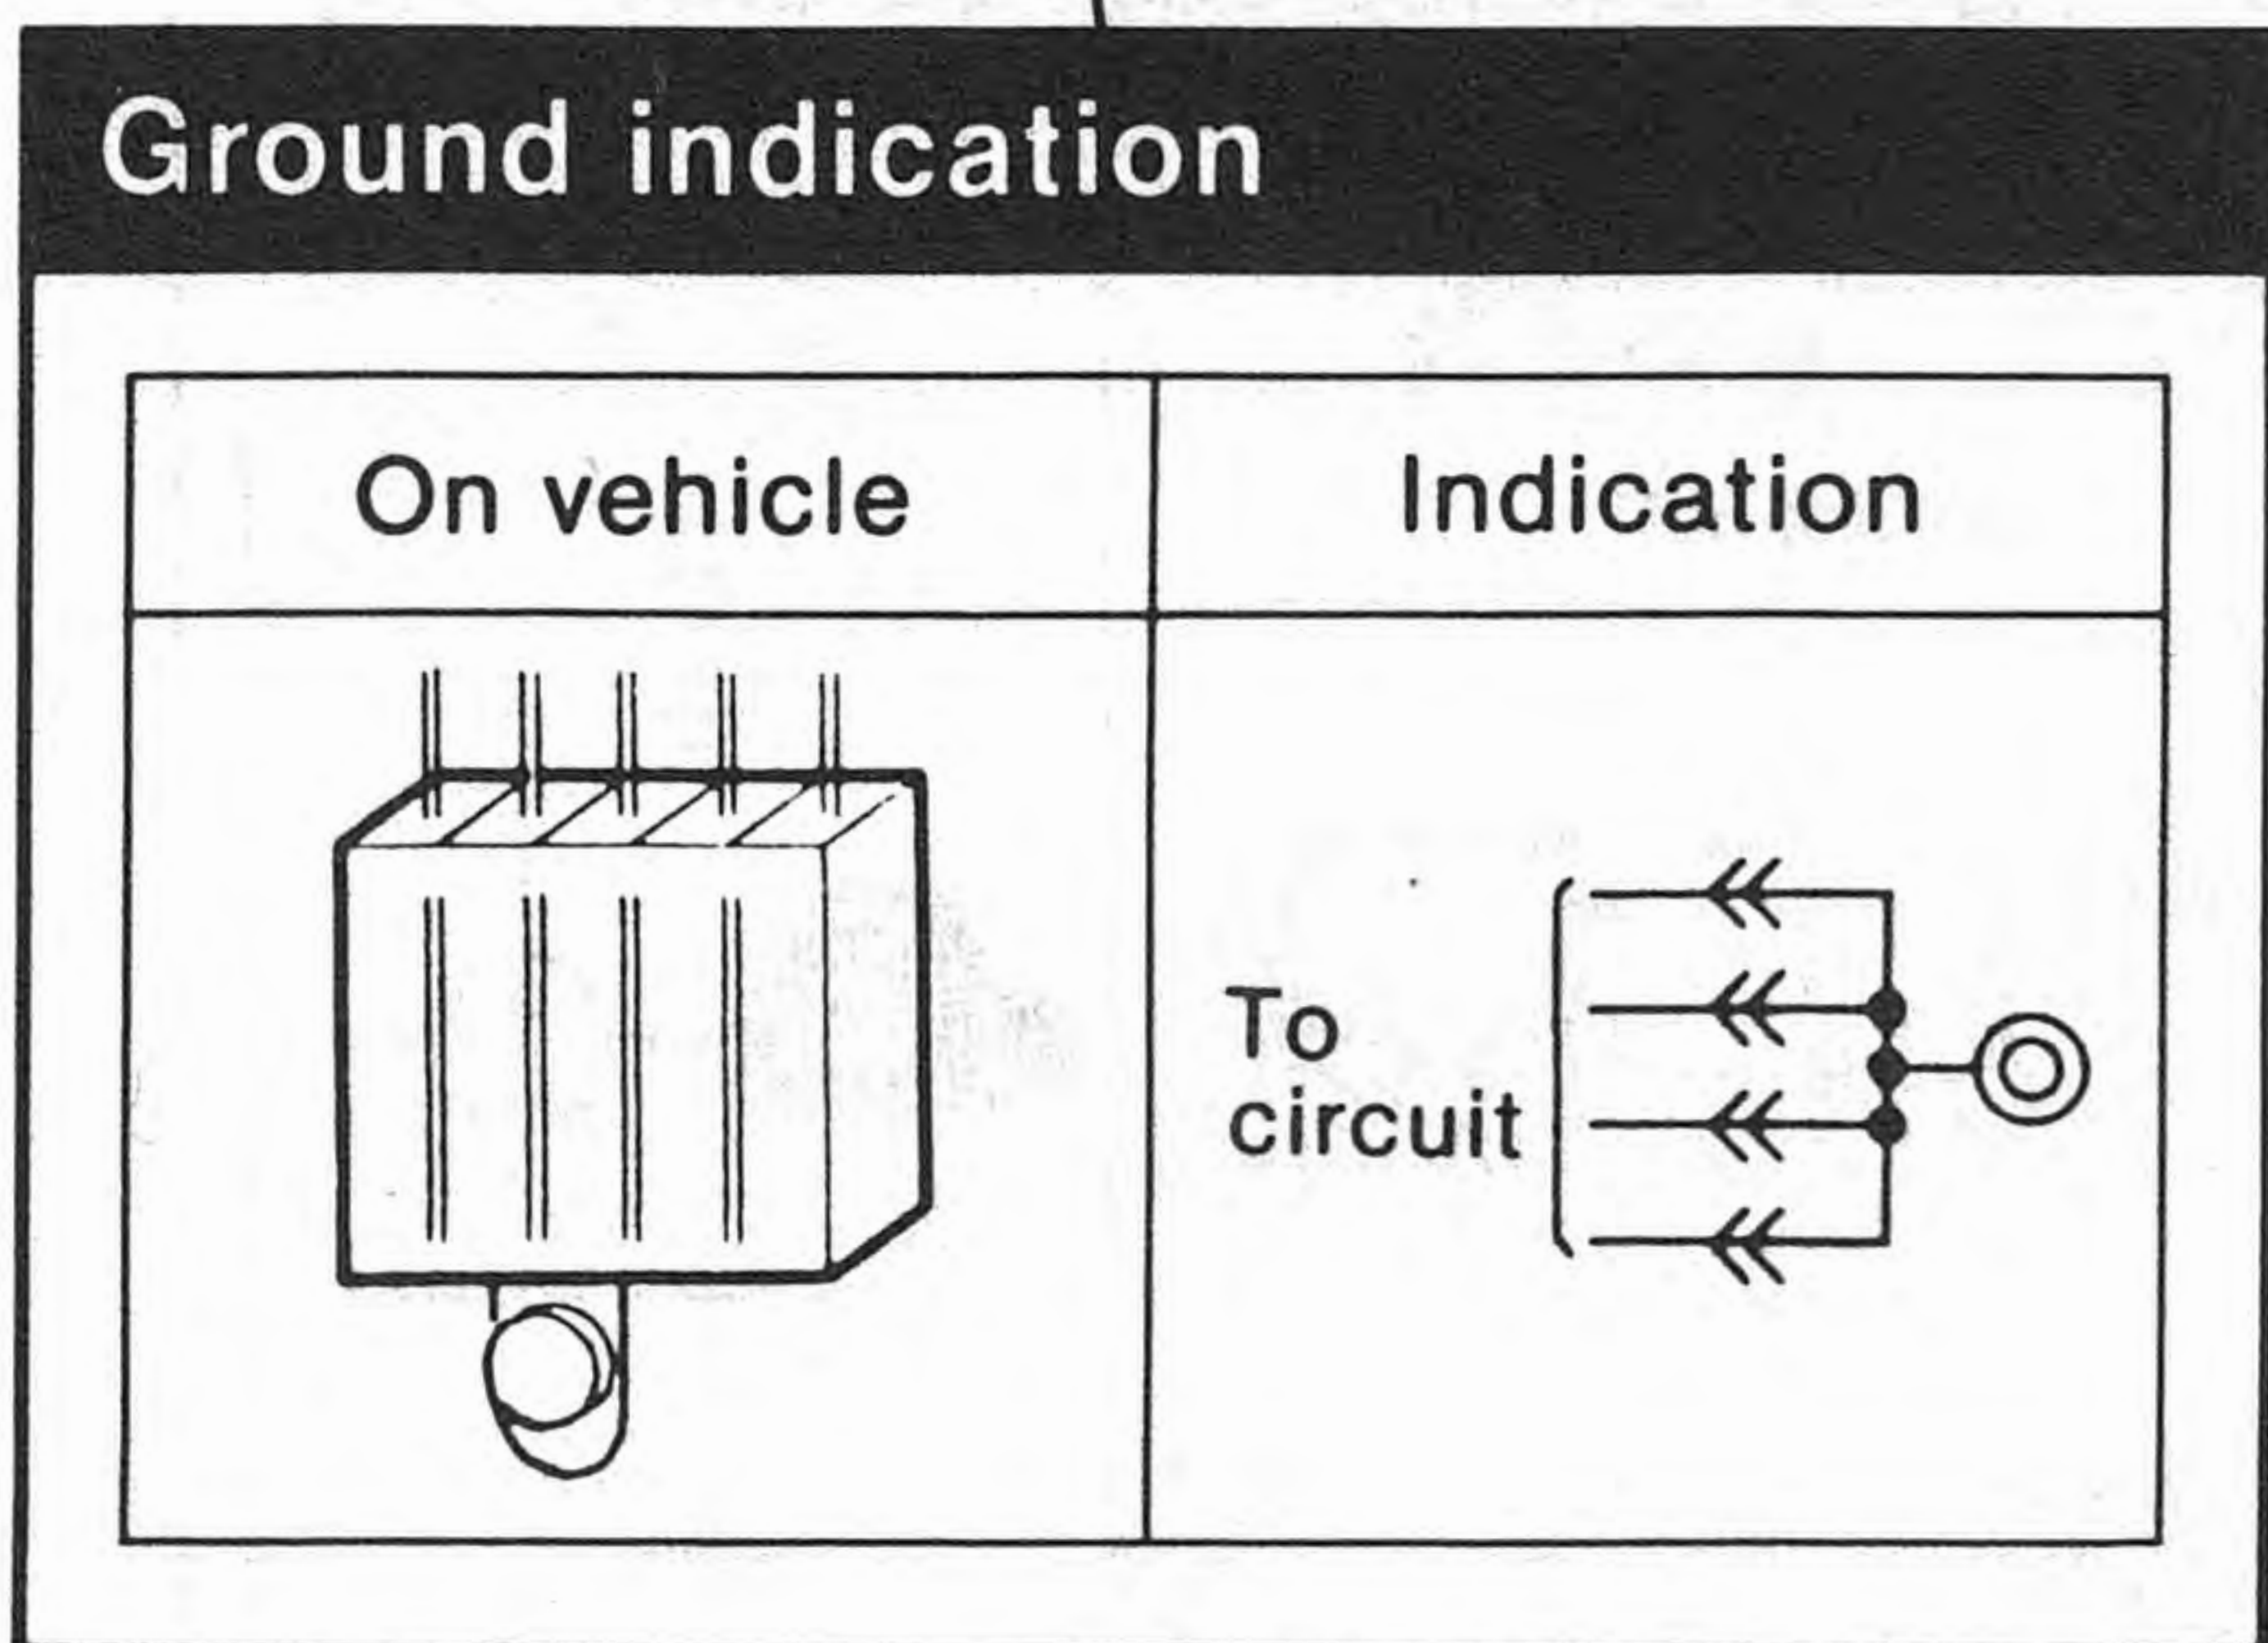 Ground indication
On vehicle
Indication
To
circuit